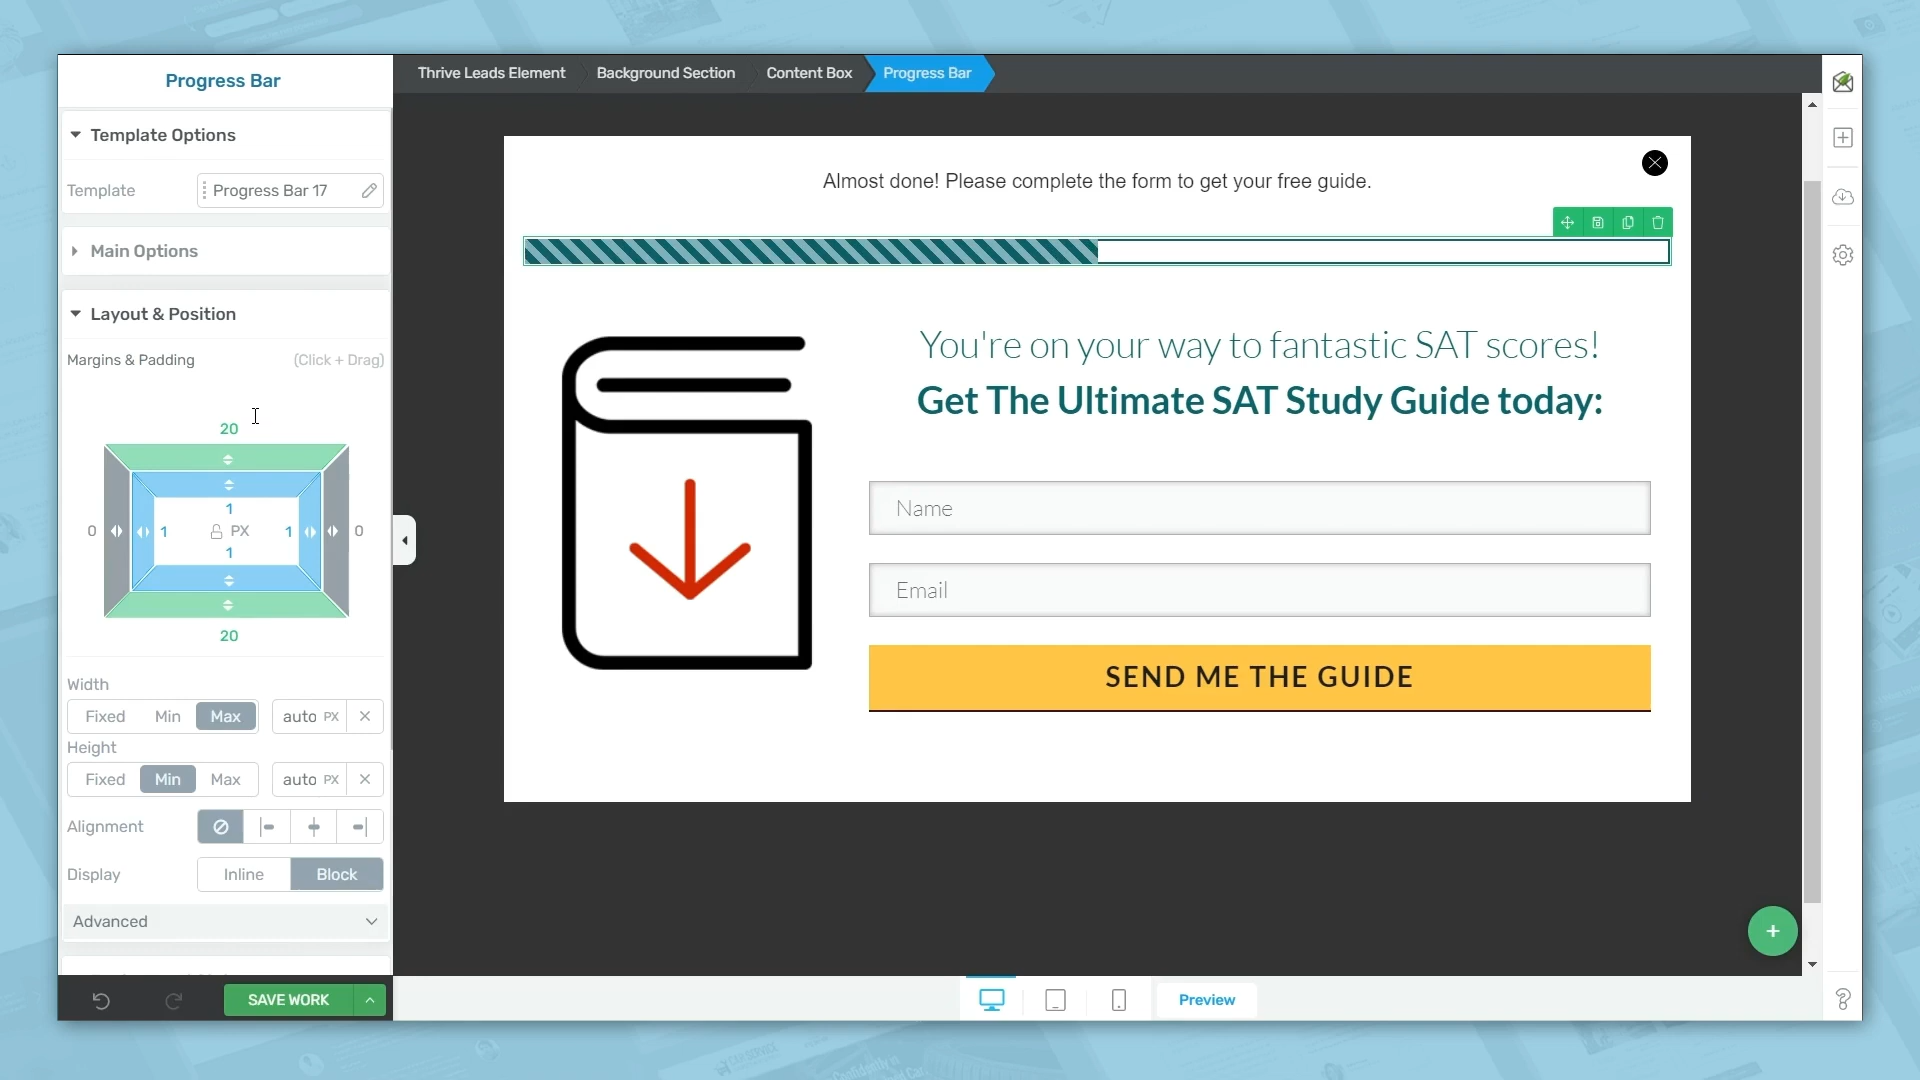 Progress Bar
Thrive Leads Element
Background Section
Content Box
Progress Bar
Template Options
Template
Progress Bar 17
Main Options
Layout & Position
Margins & Padding
(Click + Drag)
20
1
0
1
PX
1
0
1
20
Width
Fixed
Min
Max
auto PX
Height
Fixed
Min
Max
auto PX
Alignment
Display
Inline
Block
Advanced
SAVE WORK
Almost done! Please complete the form to get your free guide.
You're on your way to fantastic SAT scores!
Get The Ultimate SAT Study Guide today:
Name
Email
SEND ME THE GUIDE
Preview